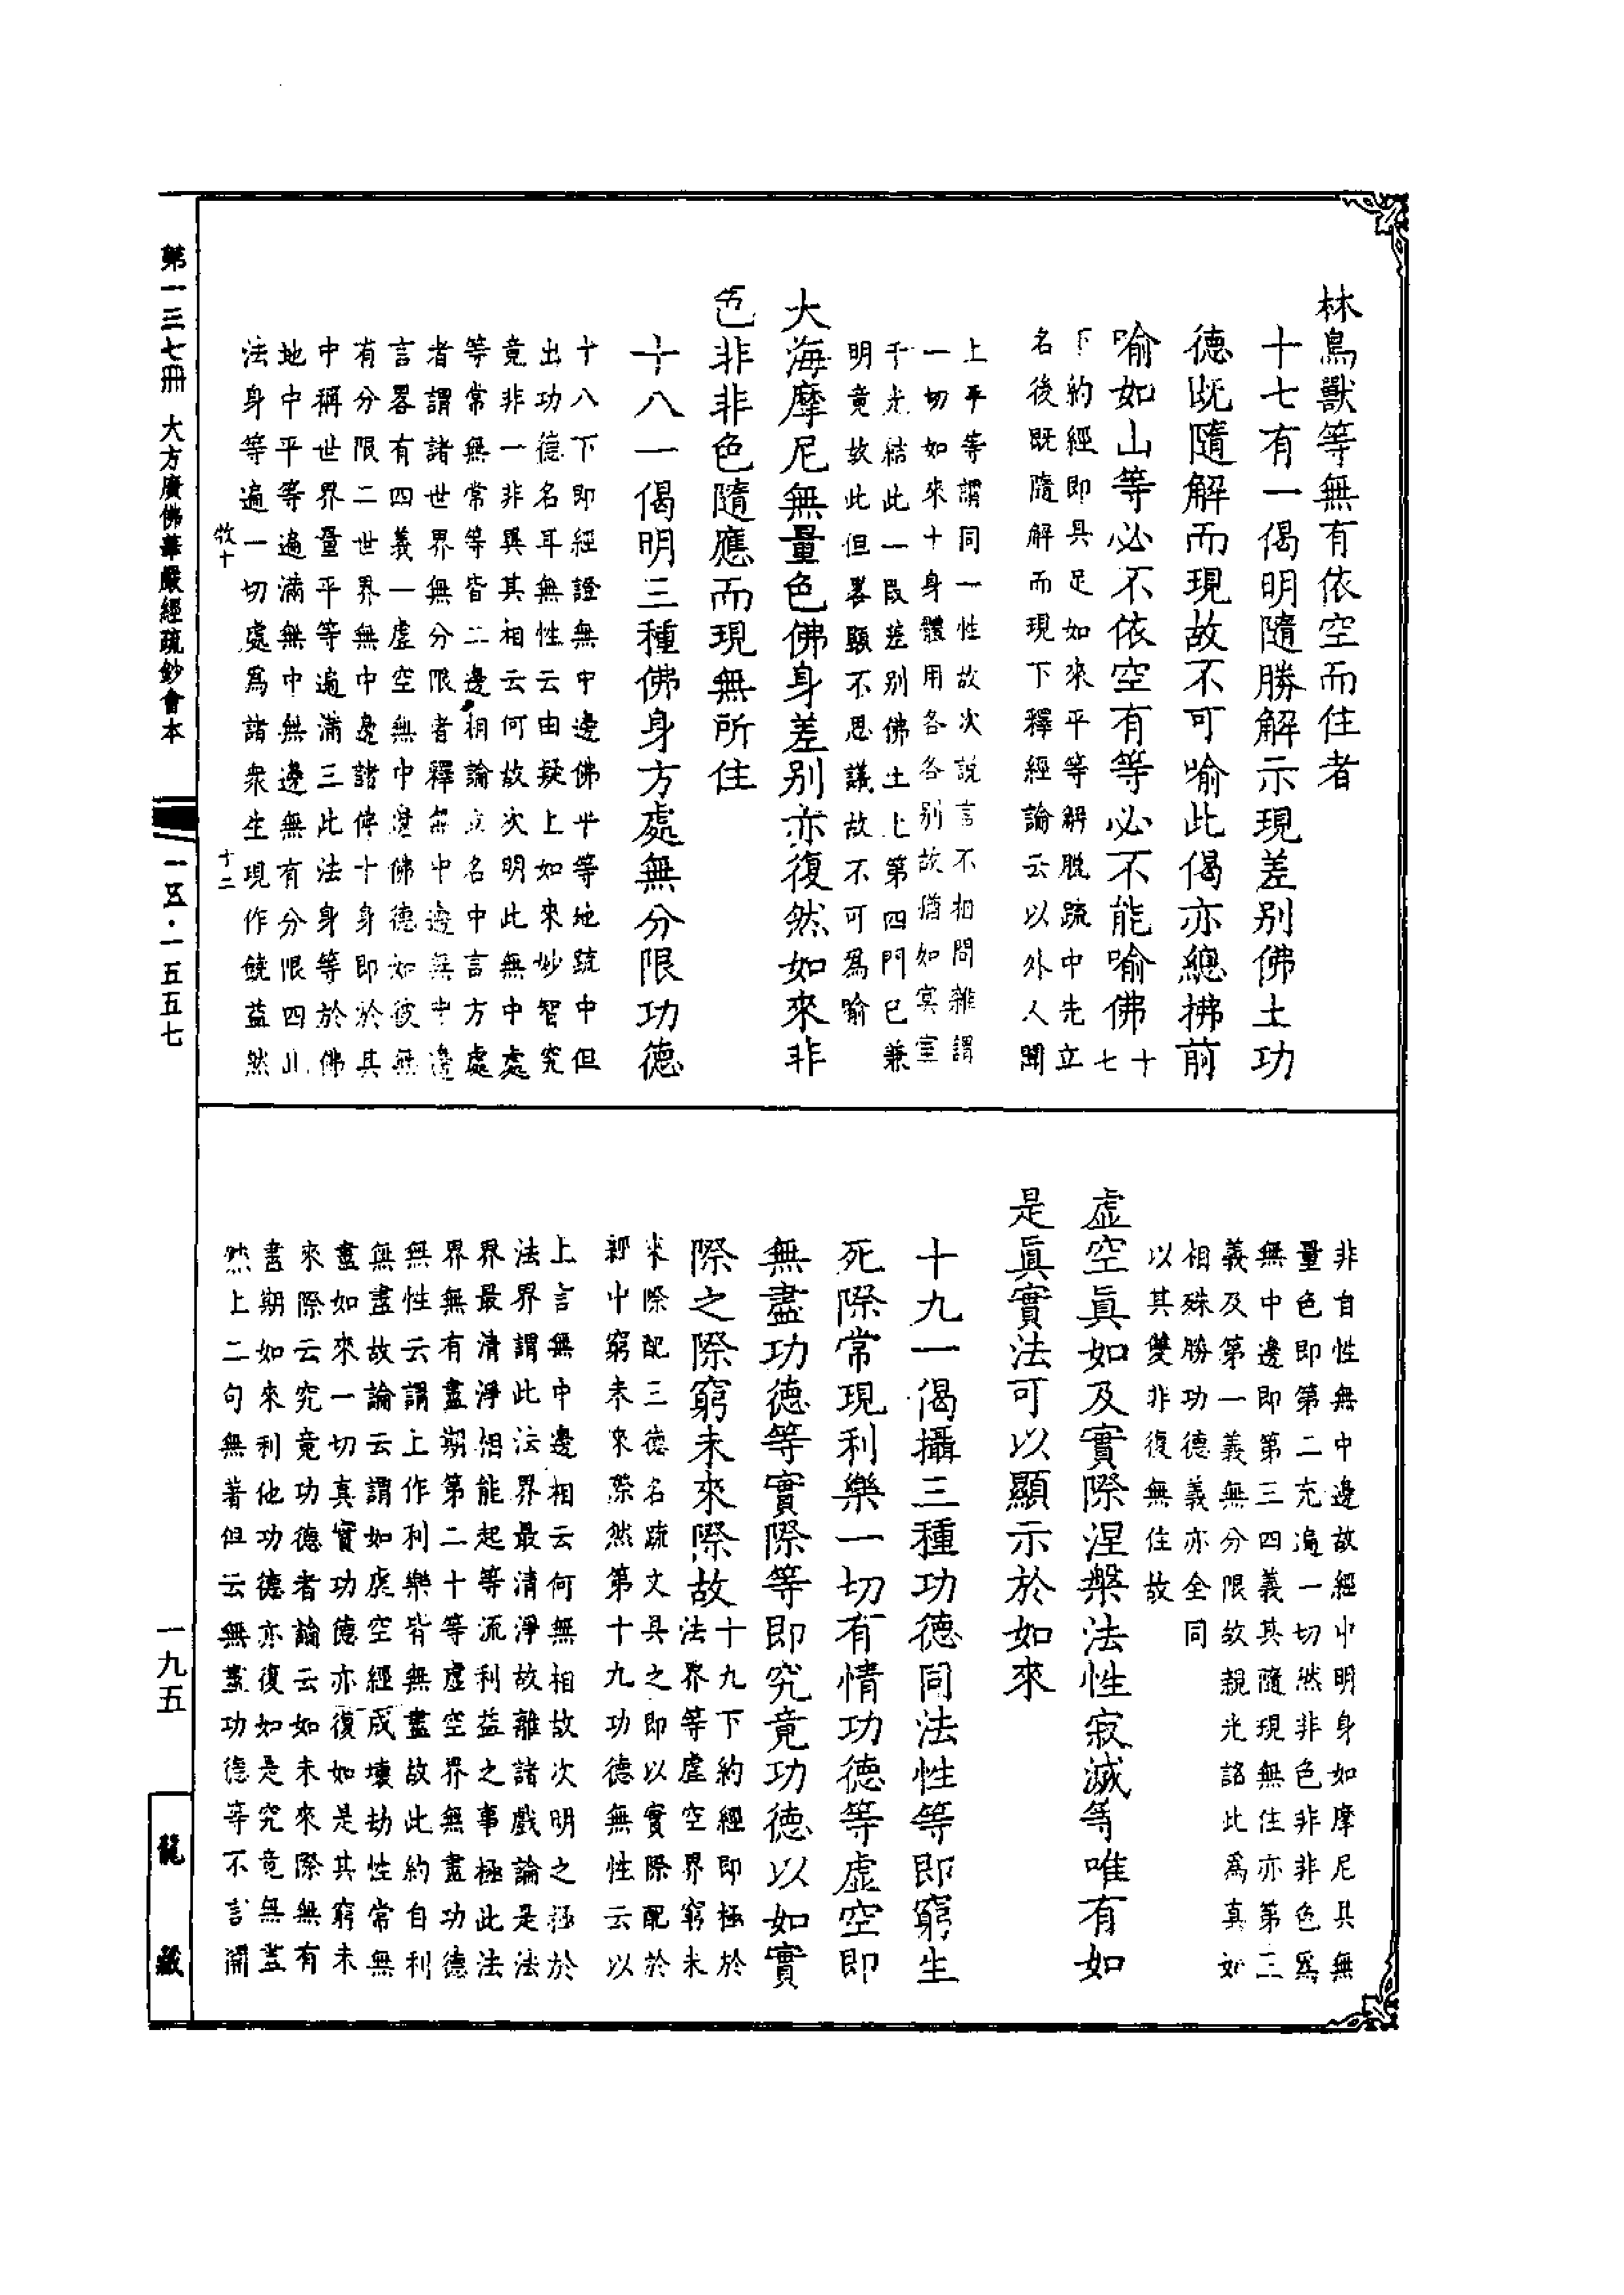 林鳥獸等無有依空而住者
十七有一偈明隨勝解示現差别佛土功
德既隨解而現故不可喻此偈亦總拂前
喻如山等必不依空有等必不能喻佛十七
下約經即具足如來平等解脫疏中先立
名後既隨解而現下釋經論云以外人聞
上平等謂同一性故次說言不相問雜謂
一切如來十身體用各各别故猶如冥室
千光結此一段差别佛土上第四門已兼
明竟故此但畧顯不思議故不可爲喻
大海摩尼無量色佛身差别亦復然如來非
色非非色隨應而現無所住
十八一偈明三種佛身方處無分限功德
十八下即經證無中邊佛平等地疏中但
出功德名耳無性云由疑上如來妙智究
竟非一非異其相云何故次明此無中處
等常無常等皆二邊相論立名中言方處
者謂諸世界無分限者釋無中邊無中邊
言畧有四義一虛空無中邊佛德如彼無
有分限二世界無中邊諸佛十身即於其
中稱世界量平等遍滿三此法身等於佛
地中平等遍滿無中無邊無有分限四此
法身等遍一切處爲諸衆生現作饒益然
牧十 十二
非自性無中邊故經中明身如摩尼具無
量色即第二充遍一切然非色非非色爲
無中邊即第三四義其隨現無住亦第三
義及第一義無分限故親光諮此爲真如
相殊勝功德義亦全同
以其雙非復無住故
虛空眞如及實際涅槃法性寂滅等唯有如
是眞實法可以顯示於如來
十九一偈攝三種功德同法性等即窮生
死際常現利樂一切有情功德等虛空即
無盡功德等實際等即究竟功德以如實
際之際窮未來際故十九下約經即極於法界等虛空界窮未
來際配三德名疏文具之即以實際配於
鄣中窮未來際然第十九功德無性云以
上言無中邊相云何無相故次明之極於
法界謂此法界最清淨故離諸戲論是法
界最清淨相能起等流利益之事極此法
界無有盡期第二十等虛空界無盡功德
無性云謂上作利樂皆無盡故此約自利
無盡故論云謂如虛空經成壞劫性常無
盡如來一切真實功德亦復如是其窮未
來際云究竟功德者論云如未來際無有
盡期如來利他功德亦復如是究竟無盡
然上二句無著但云無盡功德等不言開
第一三七冊 大方廣佛華嚴經疏鈔會本 一五・一五五七
一九五
龍藏